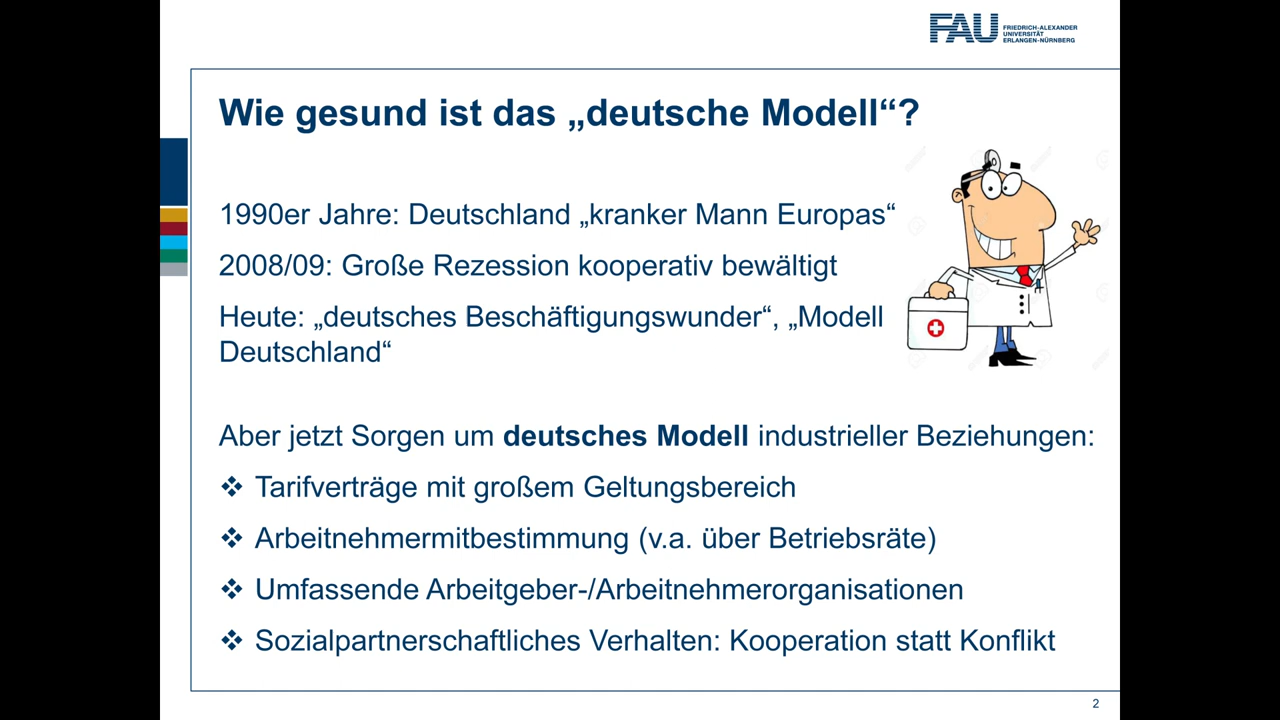 FAU FRIEDRICH-ALEXANDER
UNIVERSITÄT
ERLANGEN-NÜRNBERG
Wie gesund ist das „deutsche Modell“?
1990er Jahre: Deutschland „kranker Mann Europas“
2008/09: Große Rezession kooperativ bewältigt
Heute: „deutsches Beschäftigungswunder“, „Modell
Deutschland“
Aber jetzt Sorgen um deutsches Modell industrieller Beziehungen:
❖ Tarifverträge mit großem Geltungsbereich
❖ Arbeitnehmermitbestimmung (v.a. über Betriebsräte)
❖ Umfassende Arbeitgeber-/Arbeitnehmerorganisationen
❖ Sozialpartnerschaftliches Verhalten: Kooperation statt Konflikt
2